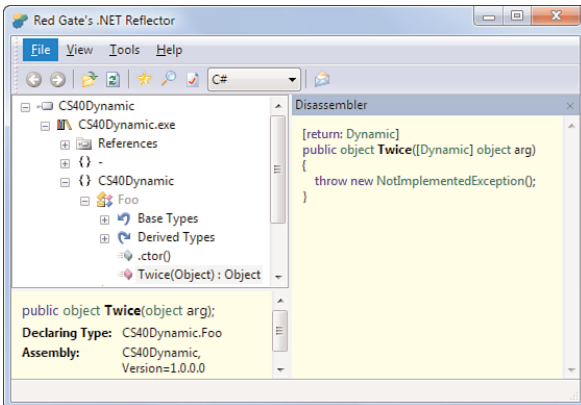 Red Gate's .NET Reflector
File View Tools Help
C#
CS40Dynamic
CS40Dynamic.exe
References
{} -
{} CS40Dynamic
Foo
Base Types
Derived Types
.ctor()
Twice(Object) : Object
public object Twice(object arg);
Declaring Type: CS40Dynamic.Foo
Assembly: CS40Dynamic,
Version=1.0.0.0
Disassembler
[return: Dynamic]
public object Twice([Dynamic] object arg)
{
throw new NotImplementedException();
}